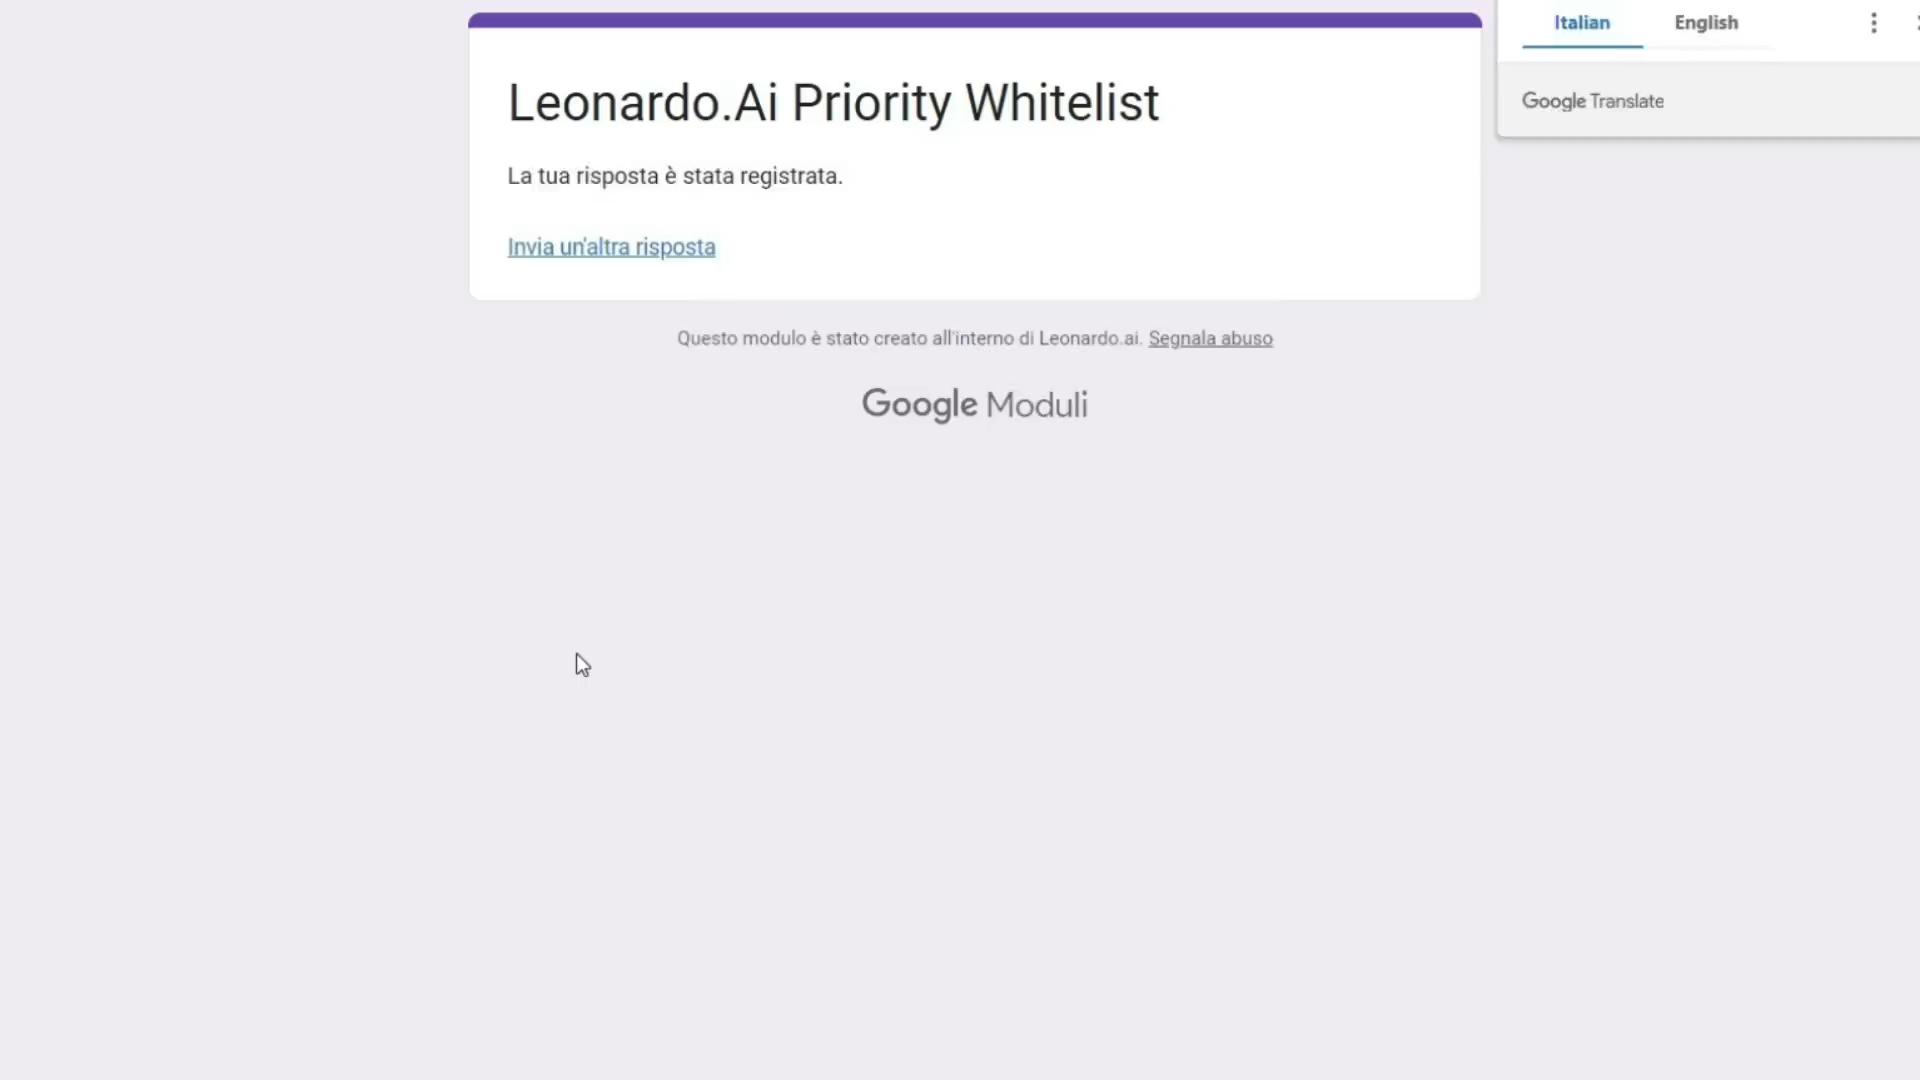 Italian English
Leonardo.Ai Priority Whitelist
Google Translate
La tua risposta è stata registrata.
Invia un'altra risposta
Questo modulo è stato creato all'interno di Leonardo.ai. Segnala abuso
Google Moduli